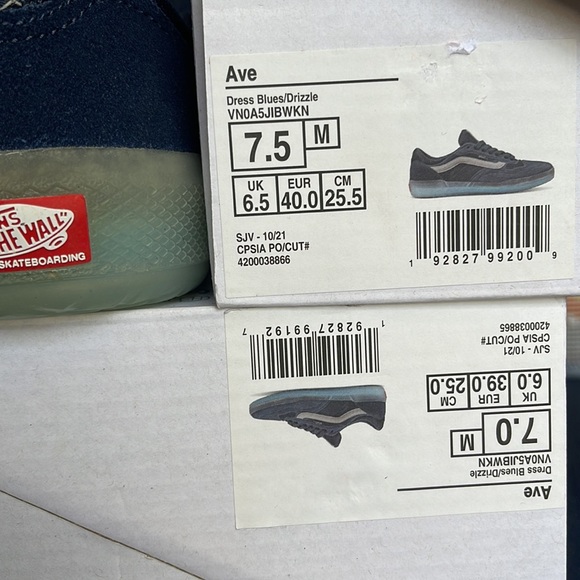 Ave
Dress Blues/Drizzle
VN0A5JIBWKN
7.5 M
UK EUR CM
6.5 40.0 25.5
SJV - 10/21
CPSIA PO/CUT#
4200038866
1 92827 99200 9
VANS
"OFF THE WALL"
SKATEBOARDING
Ave
Dress Blues/Drizzle
VN0A5JIBWKN
7.0 M
UK EUR CM
6.0 39.0 25.0
SJV - 10/21
CPSIA PO/CUT#
4200038865
1 92827 99192 7